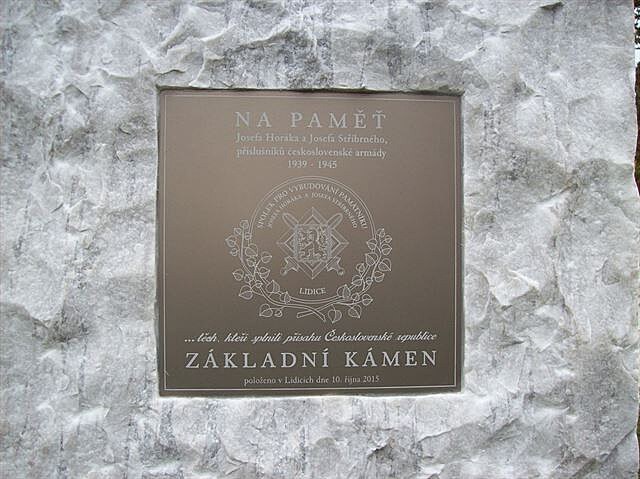 NA PAMĚŤ
Josefa Horáka a Josefa Stříbrného,
příslušníků československé armády
1939 - 1945
SPOLEK PRO VYBUDOVÁNÍ PAMÁTNÍKU
JOSEFA HORÁKA A JOSEFA STŘÍBRNÉHO
LIDICE
...těch, kteří splnili přísahu Československé republice
ZÁKLADNÍ KÁMEN
položeno v Lidicích dne 10. října 2015